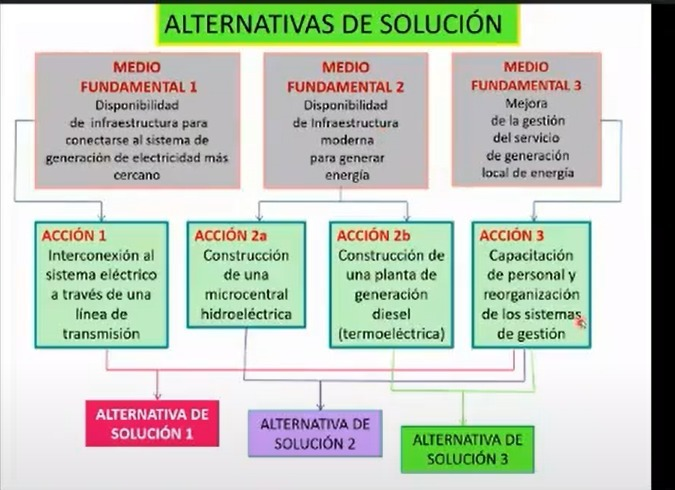 ALTERNATIVAS DE SOLUCIÓN
MEDIO
FUNDAMENTAL 1
Disponibilidad
de infraestructura para
conectarse al sistema de
generación de electricidad más
cercano
MEDIO
FUNDAMENTAL 2
Disponibilidad
de Infraestructura
moderna
para generar
energía
MEDIO
FUNDAMENTAL 3
Mejora
de la gestión
del servicio
de generación
local de energía
ACCIÓN 1
Interconexión al
sistema eléctrico
a través de una
línea de
transmisión
ACCIÓN 2a
Construcción
de una
microcentral
hidroeléctrica
ACCIÓN 2b
Construcción de
una planta de
generación
diesel
(termoeléctrica)
ACCIÓN 3
Capacitación
de personal y
reorganización
de los sistemas
de gestión
ALTERNATIVA DE
SOLUCIÓN 1
ALTERNATIVA DE
SOLUCIÓN 2
ALTERNATIVA DE
SOLUCIÓN 3